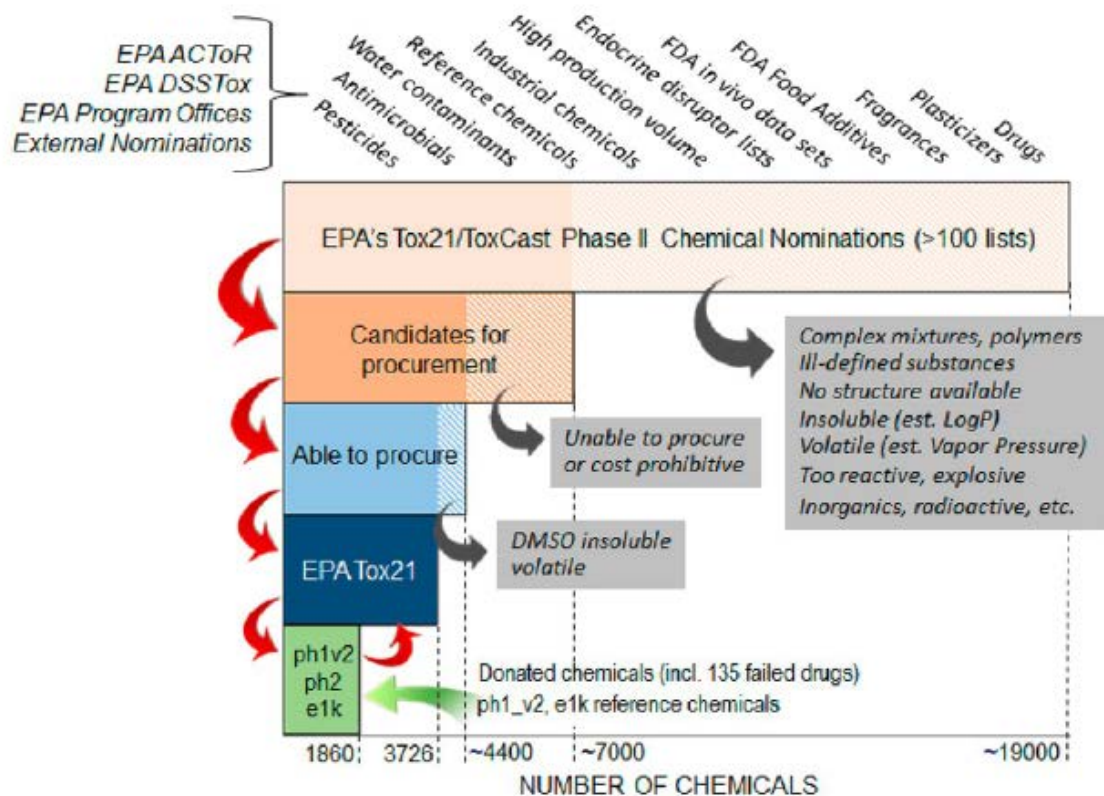 EPA ACToR
EPA DSSTox
EPA Program Offices
External Nominations
Pesticides
Antimicrobials
Water contaminants
Reference chemicals
Industrial chemicals
High production volume
Endocrine disruptor lists
FDA in vivo data sets
FDA Food Additives
Fragrances
Plasticizers
Drugs
EPA's Tox21/ToxCast Phase II Chemical Nominations (>100 lists)
Candidates for
procurement
Complex mixtures, polymers
Ill-defined substances
No structure available
Insoluble (est. LogP)
Volatile (est. Vapor Pressure)
Too reactive, explosive
Inorganics, radioactive, etc.
Able to procure
Unable to procure
or cost prohibitive
EPA Tox21
DMSO insoluble
volatile
ph1v2
ph2
e1k
Donated chemicals (incl. 135 failed drugs)
ph1_v2, e1k reference chemicals
1860 3726 ~4400 ~7000 ~19000
NUMBER OF CHEMICALS